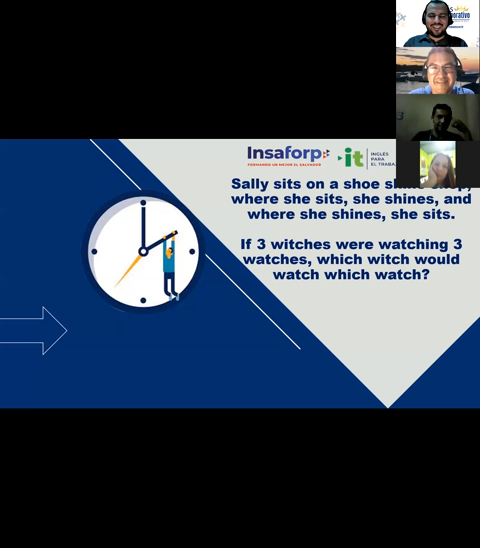 Insaforp
FORMANDO UN MEJOR EL SALVADOR
it
INGLÉS
PARA
EL TRABA
Sally sits on a shoe
where she sits, she shines, and
where she shines, she sits.
If 3 witches were watching 3
watches, which witch would
watch which watch?